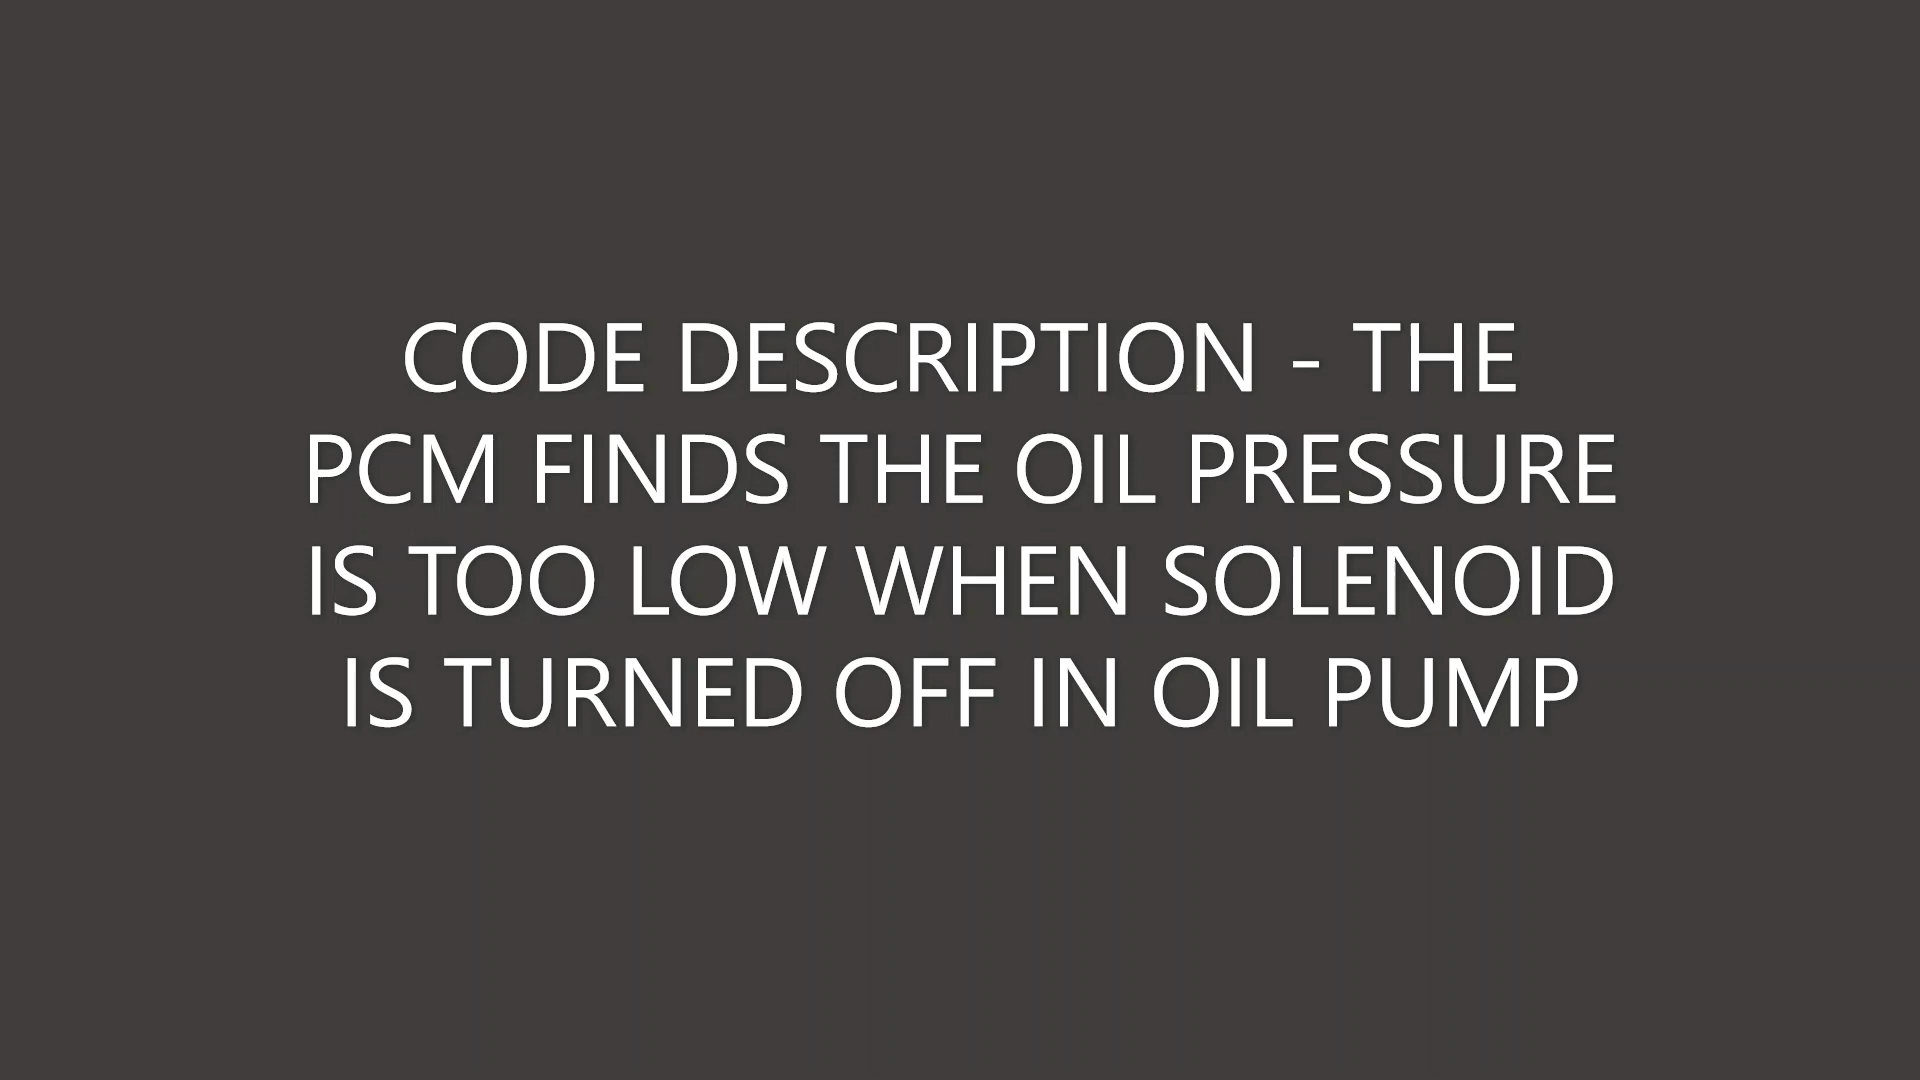 CODE DESCRIPTION - THE
PCM FINDS THE OIL PRESSURE
IS TOO LOW WHEN SOLENOID
IS TURNED OFF IN OIL PUMP